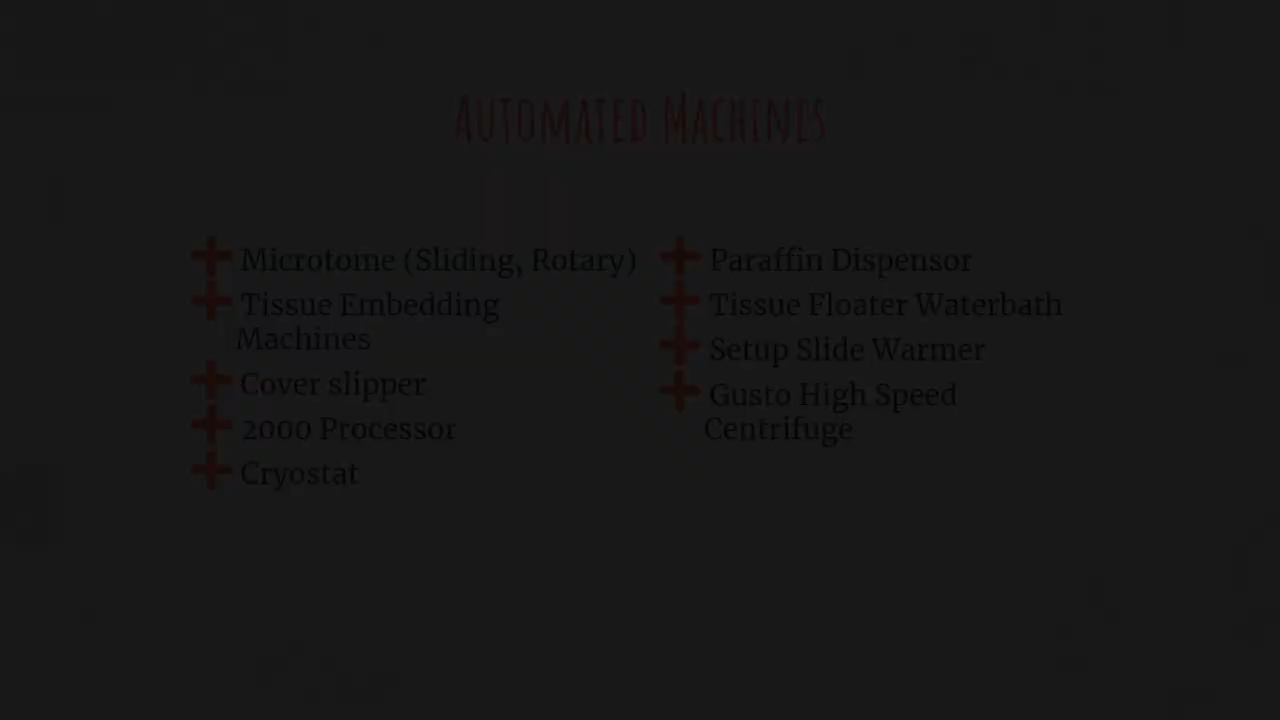 Automated Machines
Microtome (Sliding, Rotary)
Tissue Embedding
Machines
Cover slipper
2000 Processor
Cryostat
Paraffin Dispensor
Tissue Floater Waterbath
Setup Slide Warmer
Gusto High Speed
Centrifuge